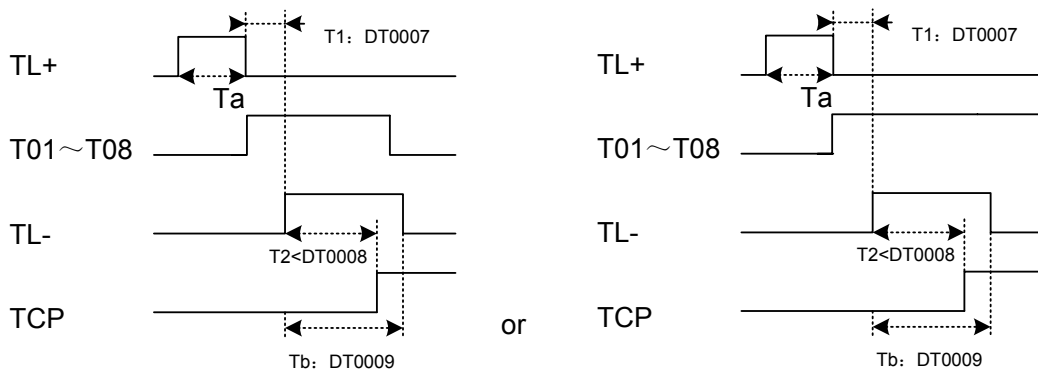 T1：DT0007
TL+
Ta
T01～T08
TL-
T2<DT0008
TCP
Tb：DT0009
or
T1：DT0007
TL+
Ta
T01～T08
TL-
T2<DT0008
TCP
Tb：DT0009